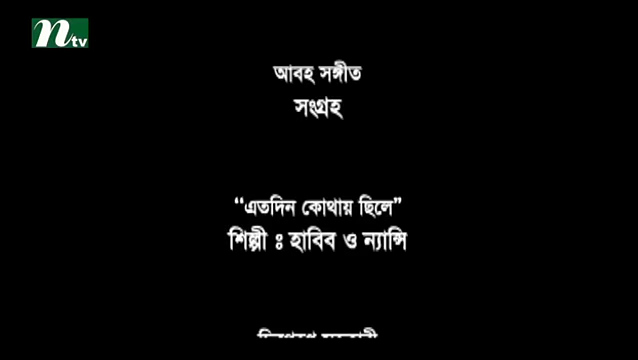 ntv
আবহ সঙ্গীত
সংগ্রহ
“এতদিন কোথায় ছিলে”
শিল্পী ঃ হাবিব ও ন্যান্সি